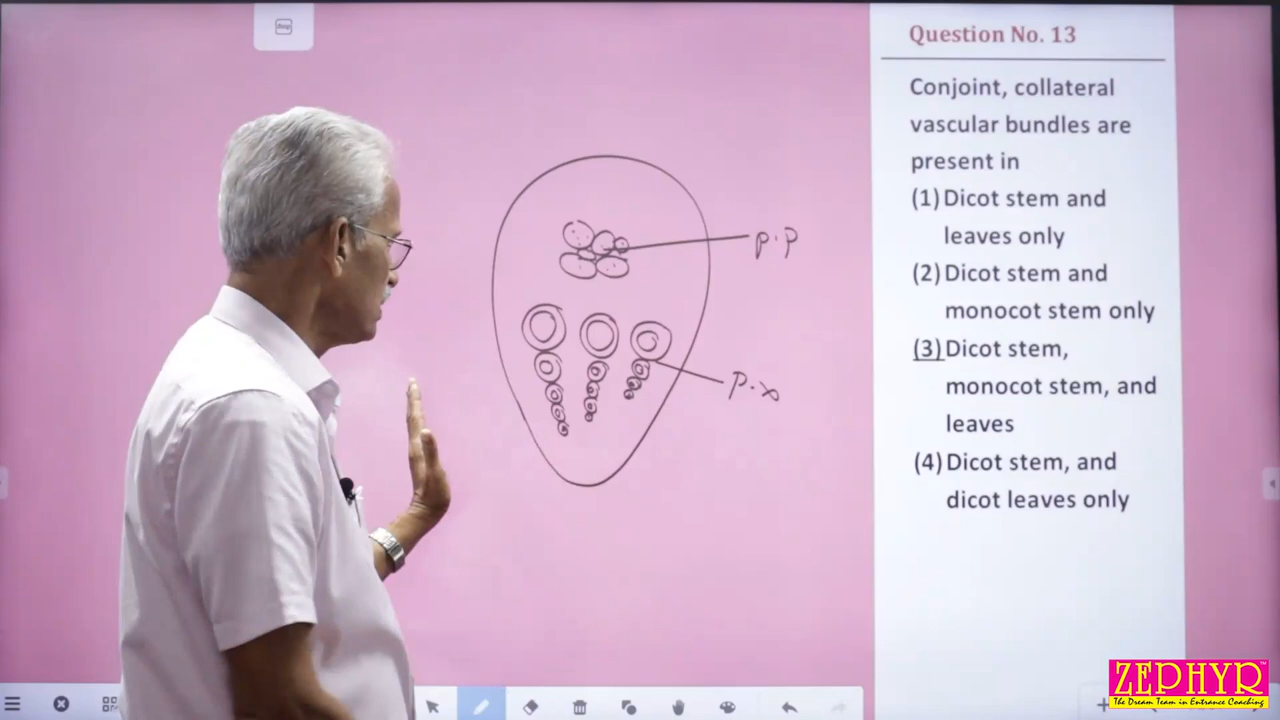 Question No. 13
Conjoint, collateral
vascular bundles are
present in
(1) Dicot stem and
leaves only
(2) Dicot stem and
monocot stem only
(3) Dicot stem,
monocot stem, and
leaves
(4) Dicot stem, and
dicot leaves only
p.p
p.x
ZEPHYR™
The Dream Team in Entrance Coaching